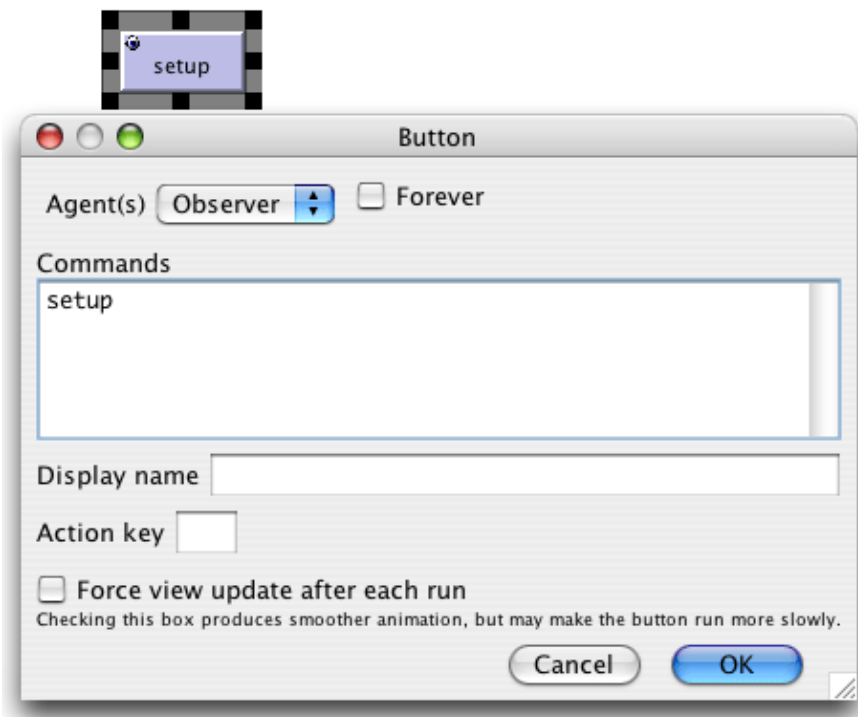 setup
Button
Agent(s) Observer Forever
Commands
setup
Display name
Action key
Force view update after each run
Checking this box produces smoother animation, but may make the button run more slowly.
Cancel OK